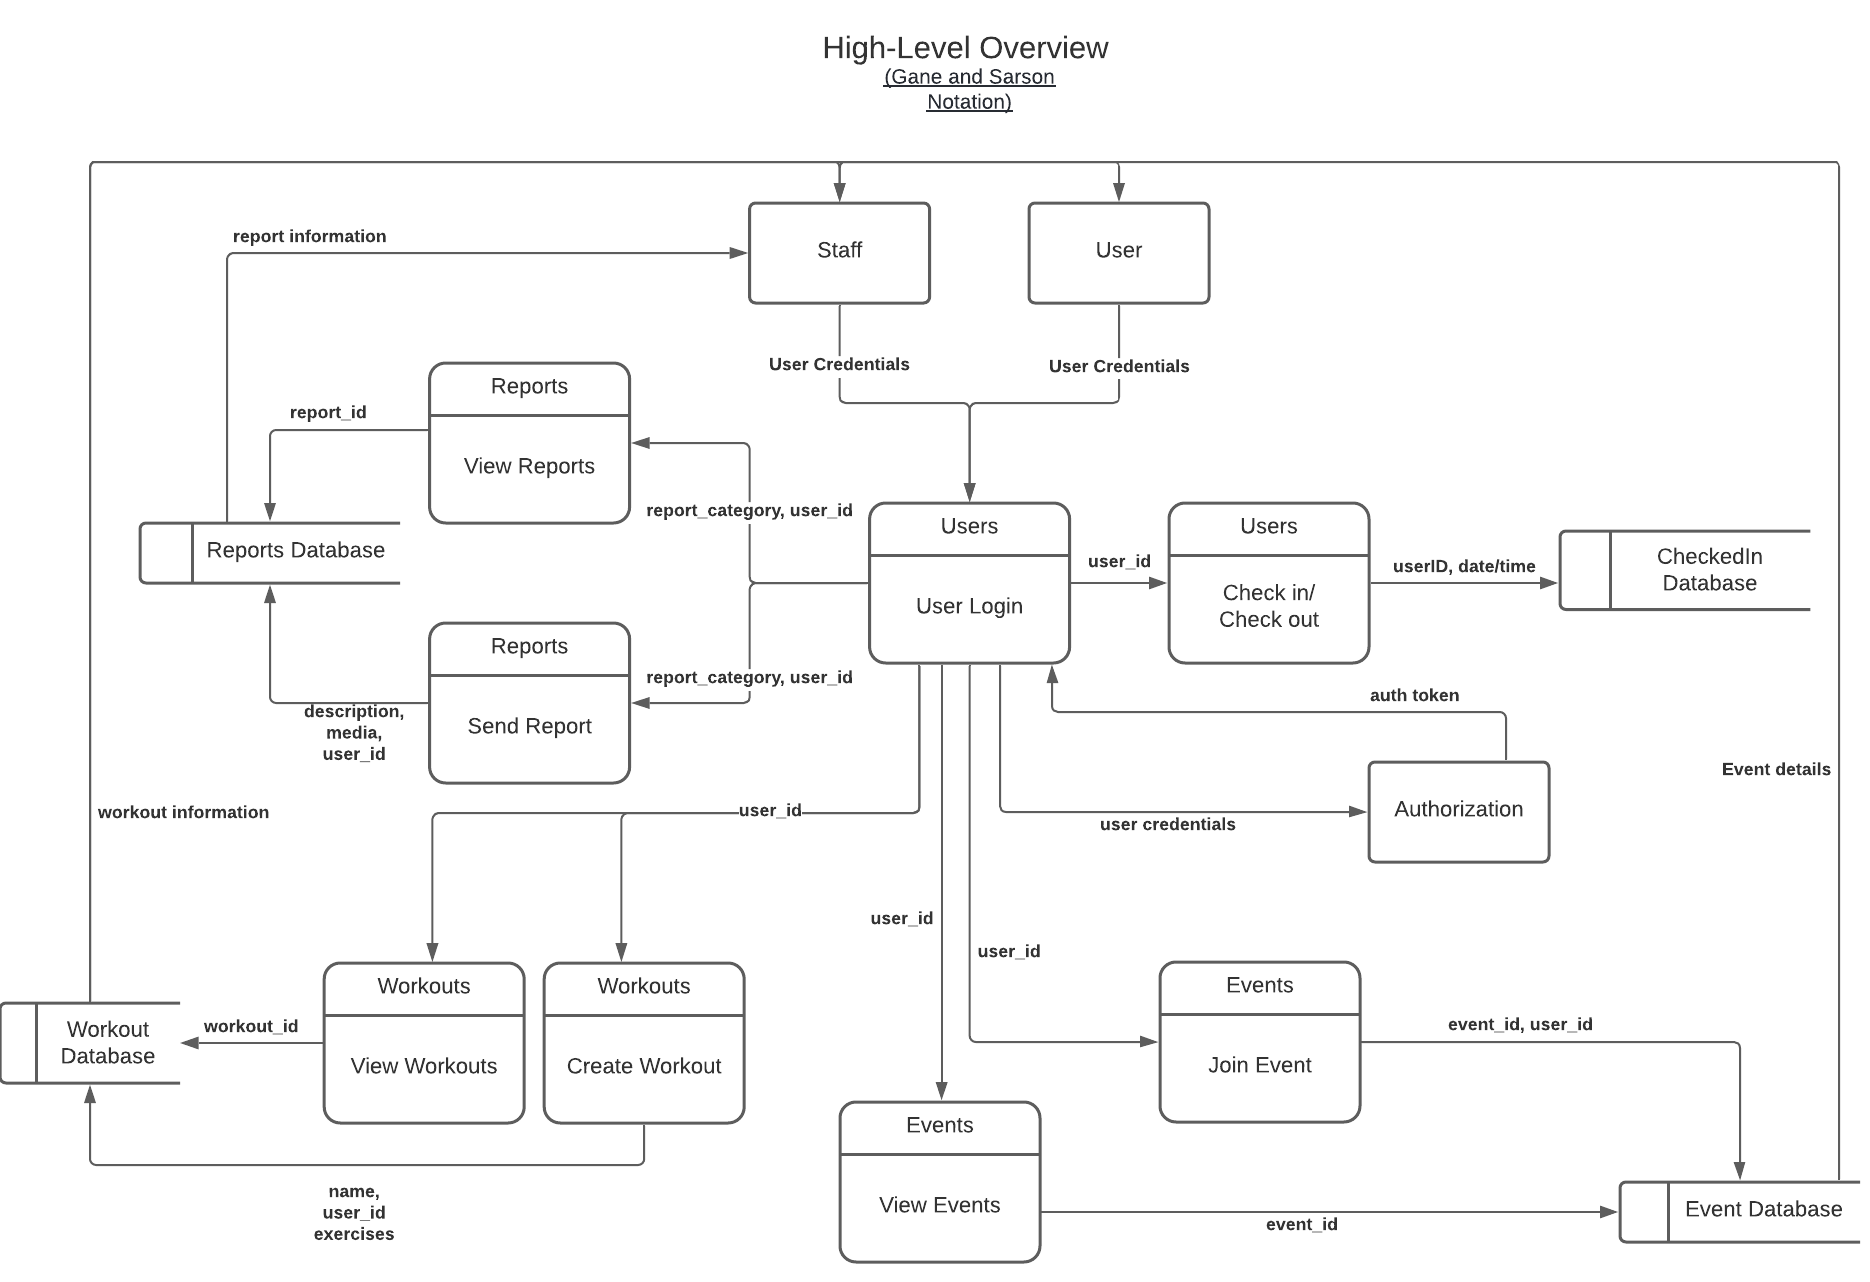 High-Level Overview
(Gane and Sarson
Notation)
report information
Staff
User
User Credentials
User Credentials
Reports
View Reports
report_id
report_category, user_id
Reports Database
Users
User Login
user_id
Users
Check in/
Check out
userID, date/time
CheckedIn
Database
Reports
Send Report
report_category, user_id
description,
media,
user_id
auth token
Authorization
user credentials
Event details
workout information
user_id
user_id
user_id
Workouts
View Workouts
Workouts
Create Workout
workout_id
Workout
Database
name,
user_id
exercises
Events
Join Event
event_id, user_id
Events
View Events
event_id
Event Database